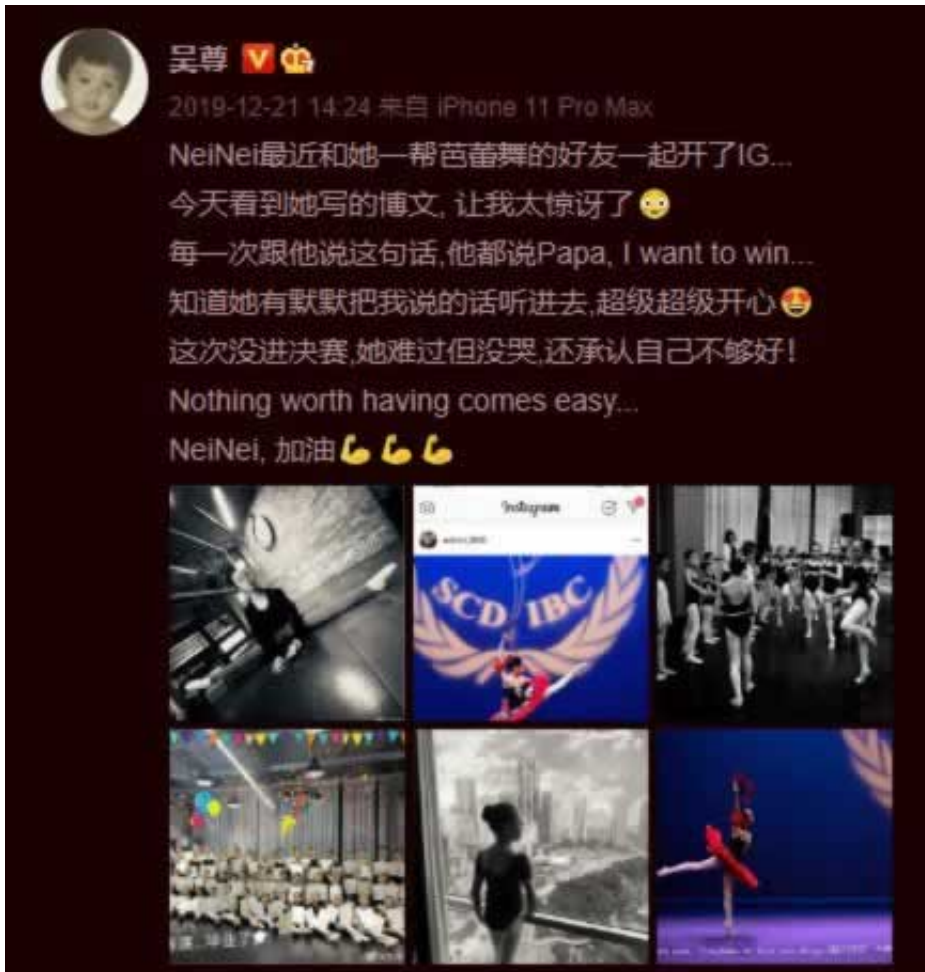 吴尊
2019-12-21 14:24 来自 iPhone 11 Pro Max
NeiNei最近和她一帮芭蕾舞的好友一起开了IG...
今天看到她写的博文, 让我太惊讶了😳
每一次跟他说这句话,他都说Papa, I want to win...
知道她有默默把我说的话听进去,超级超级开心😍
这次没进决赛,她难过但没哭,还承认自己不够好!
Nothing worth having comes easy...
NeiNei, 加油💪💪💪
Instagram
SCD IBC
毕业了